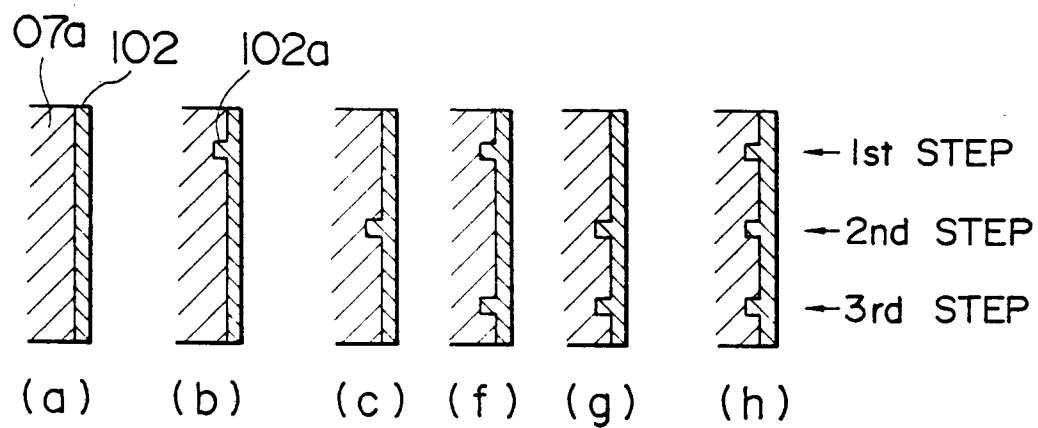 07a 102 102a
1st STEP
2nd STEP
3rd STEP
(a) (b) (c) (f) (g) (h)